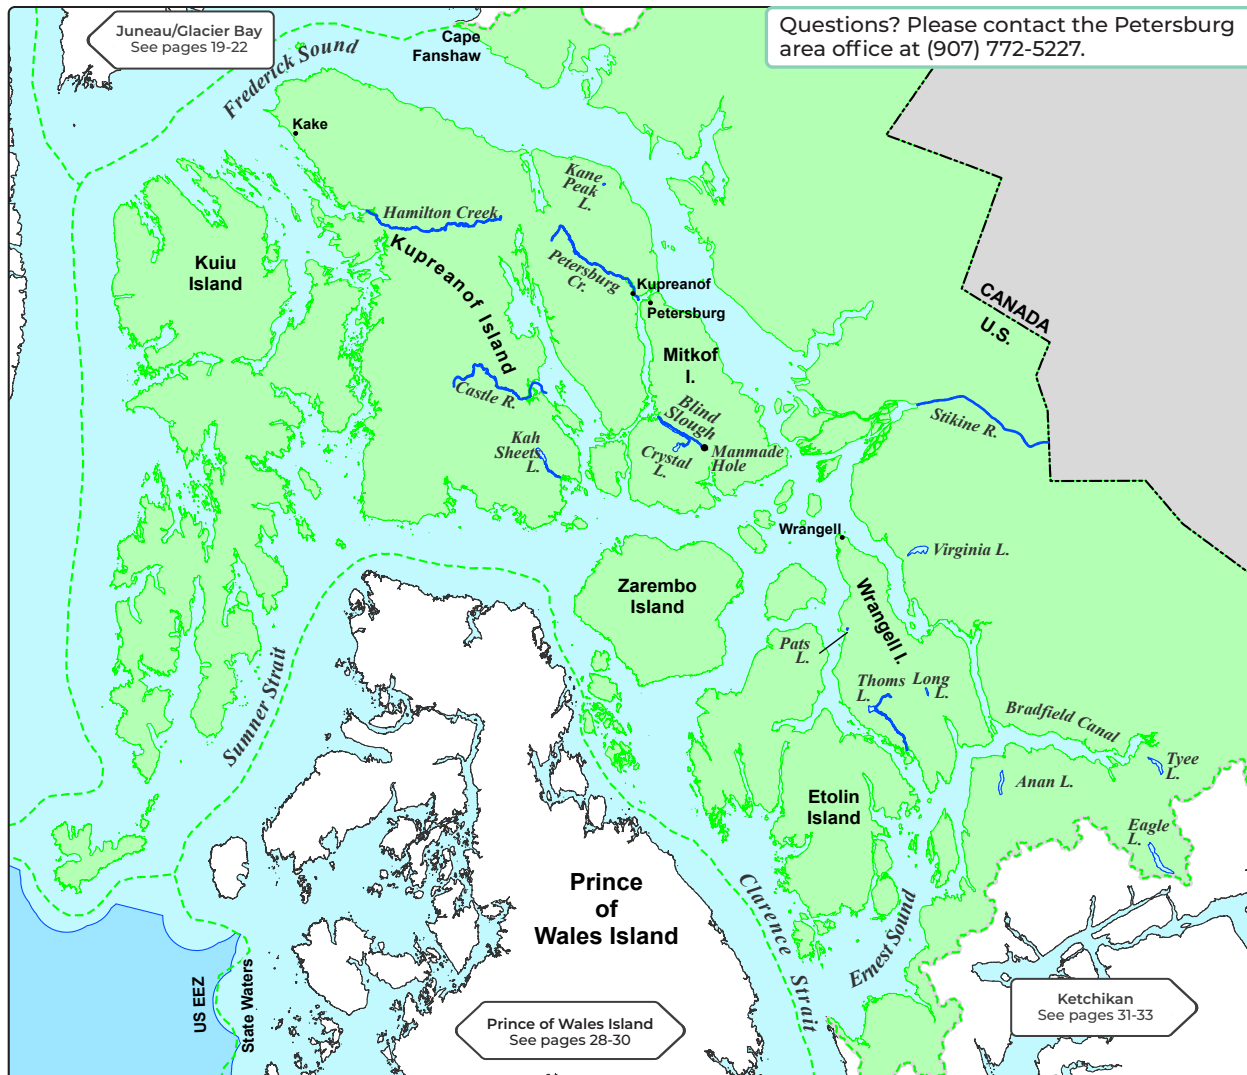 Juneau/Glacier Bay
See pages 19-22
Frederick Sound
Cape
Fanshaw
Questions? Please contact the Petersburg
area office at (907) 772-5227.
Kake
Kane
Peak
L.
Hamilton Creek
Kuiu
Island
Kupreanof Island
Petersburg
Cr.
Kupreanof
Petersburg
CANADA
U.S.
Mitkof
I.
Castle R.
Blind
Slough
Stikine R.
Kah
Sheets
L.
Crystal
L.
Manmade
Hole
Wrangell
Virginia L.
Zarembo
Island
Wrangell I.
Pats
L.
Thoms
L.
Long
L.
Sumner Strait
Bradfield Canal
Tyee
L.
Anan L.
Etolin
Island
Eagle
L.
Prince
of
Wales Island
Clarence Strait
Ernest Sound
US EEZ
State Waters
Prince of Wales Island
See pages 28-30
Ketchikan
See pages 31-33